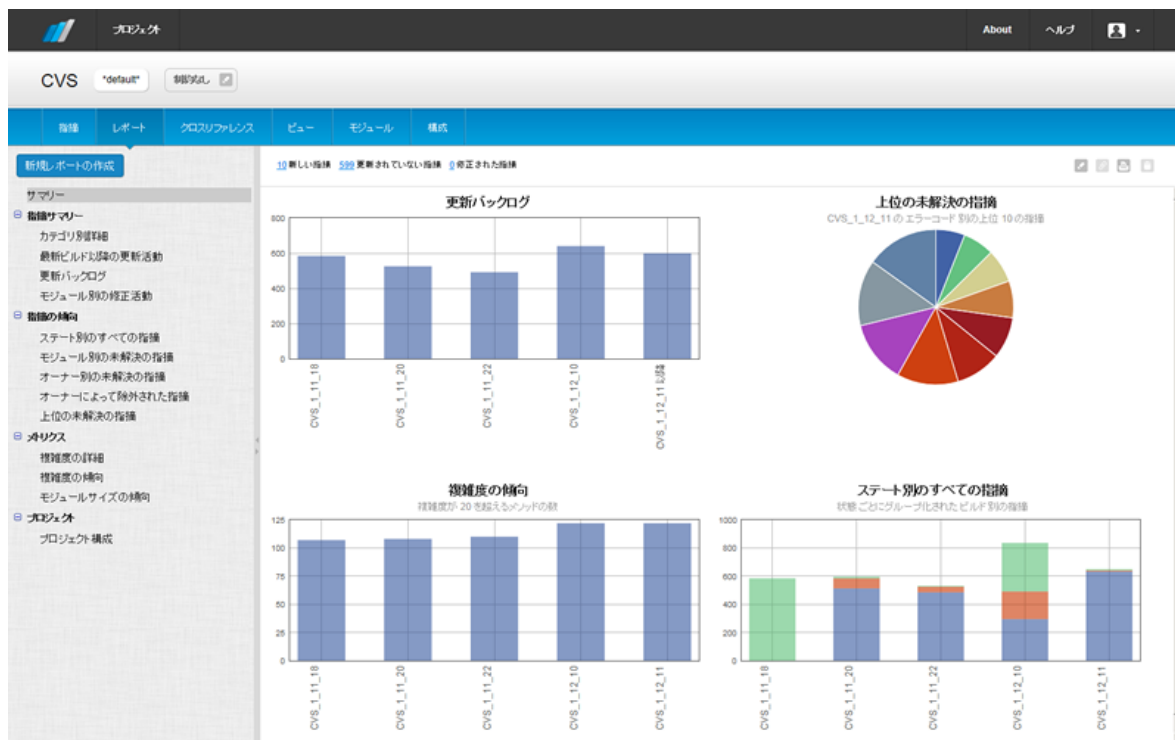 プロジェクト
About
ヘルプ
CVS
*default*
制限なし
指摘
レポート
クロスリファレンス
ビュー
モジュール
構成
新規レポートの作成
10 新しい指摘 599 更新されていない指摘 0 修正された指摘
サマリー
指摘サマリー
カテゴリ別詳細
最新ビルド以降の更新活動
更新バックログ
モジュール別の修正活動
指摘の傾向
ステート別のすべての指摘
モジュール別の未解決の指摘
オーナー別の未解決の指摘
オーナーによって除外された指摘
上位の未解決の指摘
メトリクス
複雑度の詳細
複雑度の傾向
モジュールサイズの傾向
プロジェクト
プロジェクト構成
更新バックログ
800
600
400
200
0
CVS_1_11_18
CVS_1_11_20
CVS_1_11_22
CVS_1_12_10
CVS_1_12_11 以降
上位の未解決の指摘
CVS_1_12_11 の エラーコード 別の上位 10 の指摘
複雑度の傾向
複雑度が 20 を超えるメソッドの数
125
100
75
50
25
0
CVS_1_11_18
CVS_1_11_20
CVS_1_11_22
CVS_1_12_10
CVS_1_12_11
ステート別のすべての指摘
状態 ごとにグループ化された ビルド 別の指摘
1000
800
600
400
200
0
CVS_1_11_18
CVS_1_11_20
CVS_1_11_22
CVS_1_12_10
CVS_1_12_11